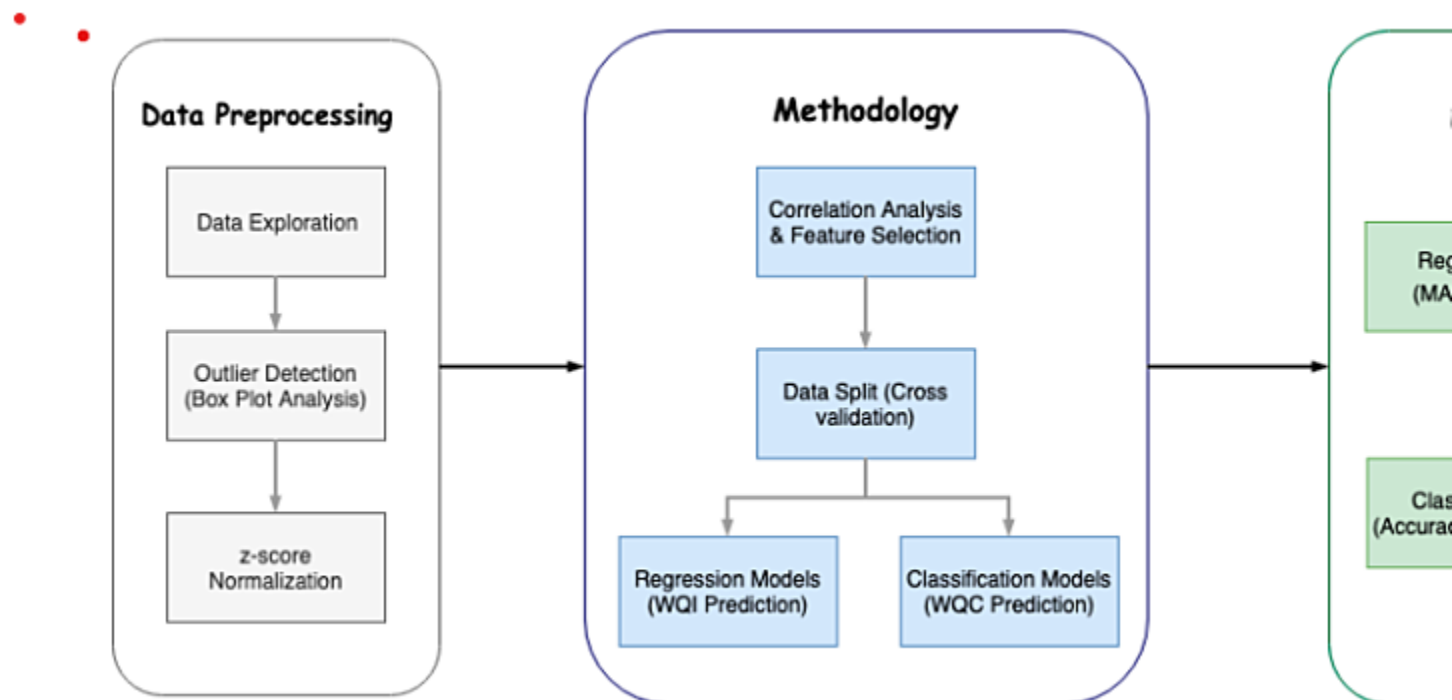 Data Preprocessing
Data Exploration
Outlier Detection
(Box Plot Analysis)
z-score
Normalization
Methodology
Correlation Analysis
& Feature Selection
Data Split (Cross
validation)
Regression Models
(WQI Prediction)
Classification Models
(WQC Prediction)